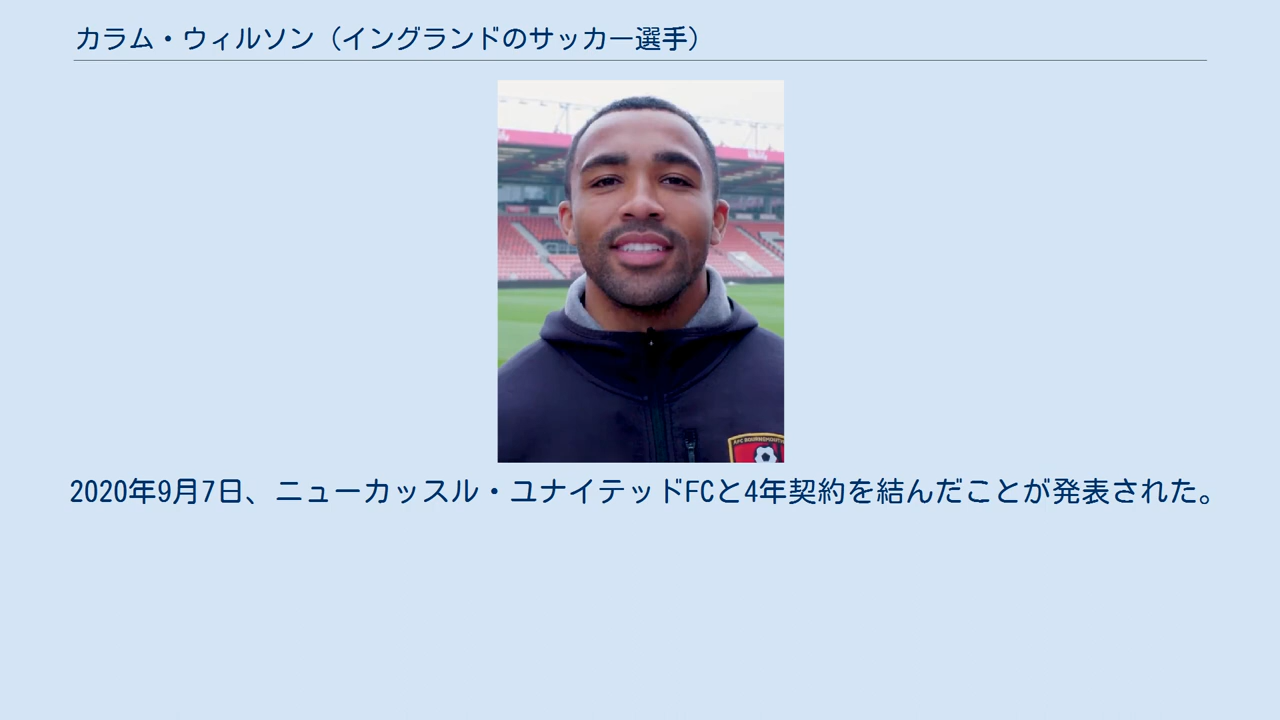 カラム・ウィルソン（イングランドのサッカー選手）
AFC BOURNEMOUTH
2020年9月7日、ニューカッスル・ユナイテッドFCと4年契約を結んだことが発表された。